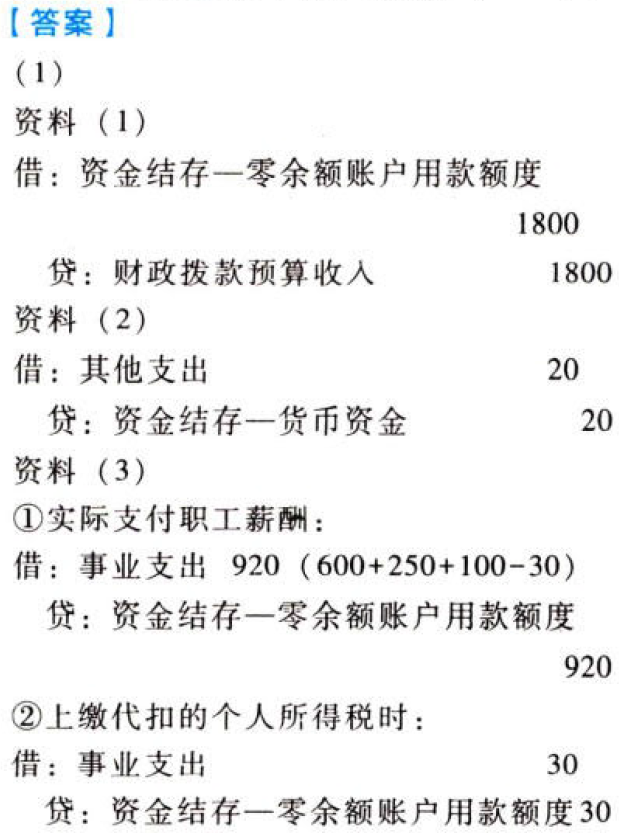 【答案】
（1）
资料（1）
借：资金结存—零余额账户用款额度
1800
贷：财政拨款预算收入 1800
资料（2）
借：其他支出 20
贷：资金结存—货币资金 20
资料（3）
①实际支付职工薪酬：
借：事业支出 920（600+250+100-30）
贷：资金结存—零余额账户用款额度
920
②上缴代扣的个人所得税时：
借：事业支出 30
贷：资金结存—零余额账户用款额度30